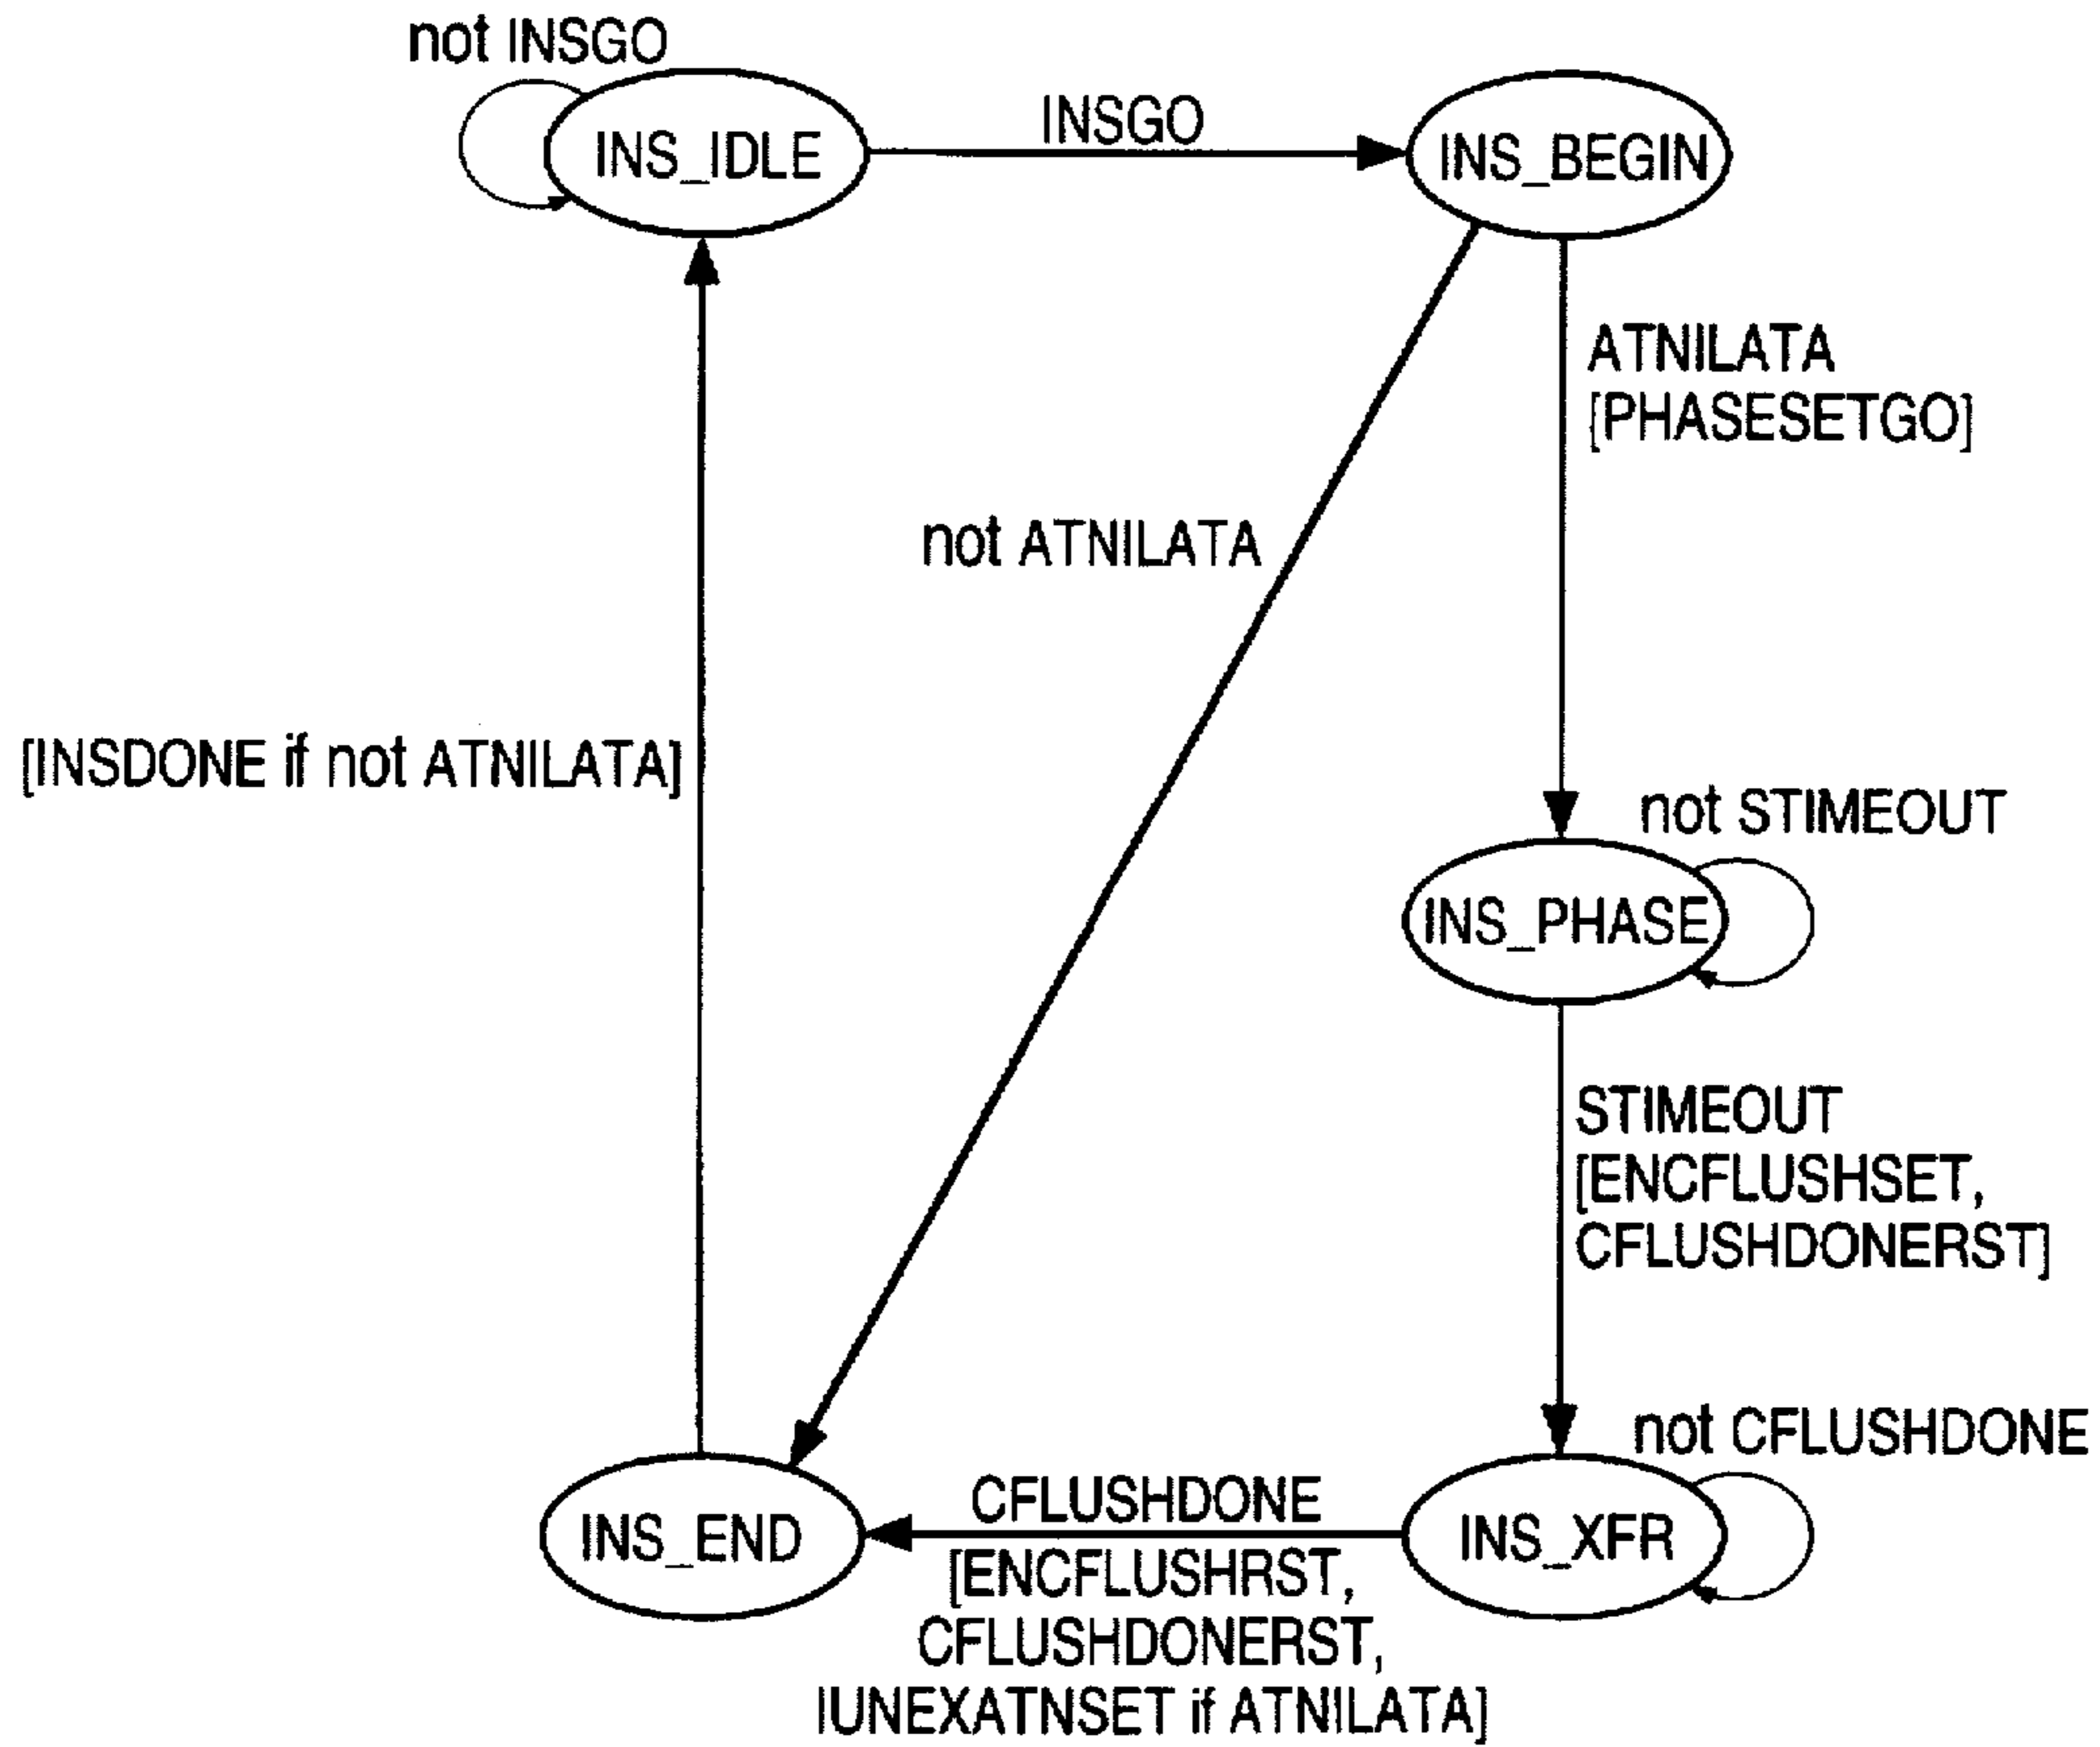 not INSGO
INS_IDLE
INSGO
INS_BEGIN
ATNILATA
[PHASESETGO]
not ATNILATA
[INSDONE if not ATNILATA]
not STIMEOUT
INS_PHASE
STIMEOUT
[ENCFLUSHSET,
CFLUSHDONERST]
not CFLUSHDONE
INS_XFR
CFLUSHDONE
[ENCFLUSHRST,
CFLUSHDONERST,
IUNEXATNSET if ATNILATA]
INS_END